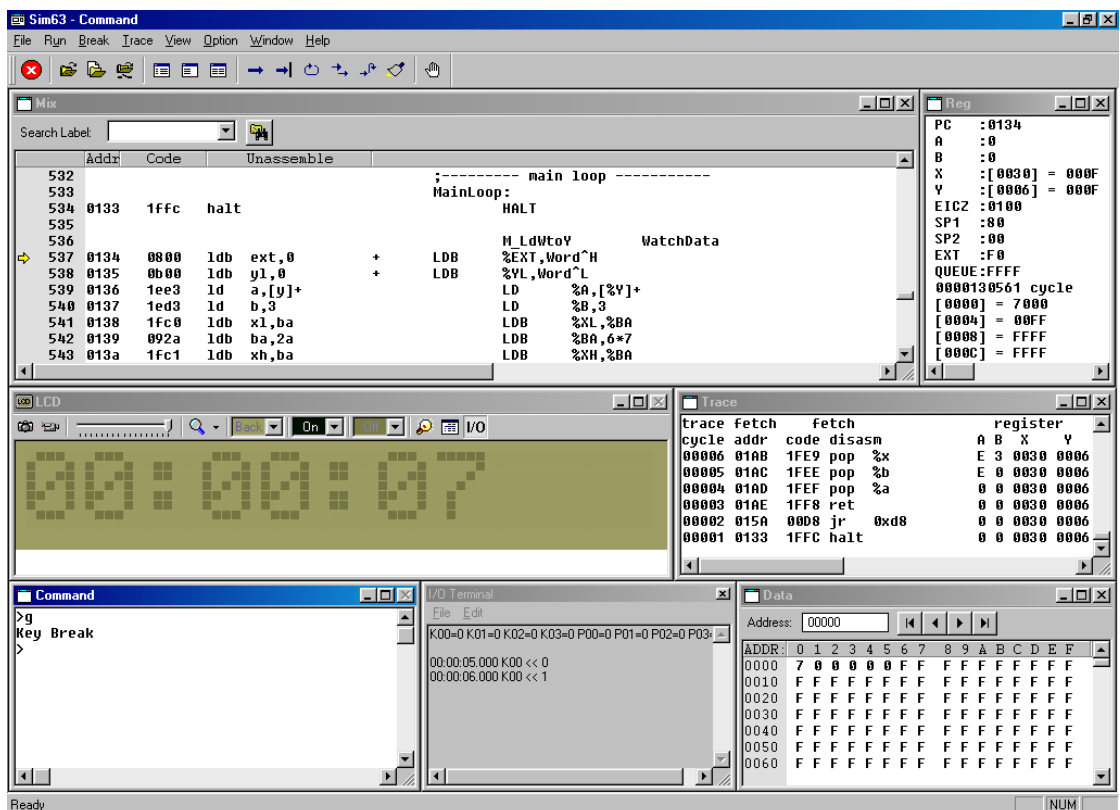 Sim63 - Command
File Run Break Trace View Option Window Help
Mix
Search Label:
Addr Code Unassemble
532 ;--------- main loop -----------
533 MainLoop:
534 0133 1ffc halt HALT
535
536 M_LdWtoY WatchData
537 0134 0800 ldb ext,0 + LDB %EXT,Word^H
538 0135 0b00 ldb yl,0 + LDB %YL,Word^L
539 0136 1ee3 ld a,[y]+ LD %A,[%Y]+
540 0137 1ed3 ld b,3 LD %B,3
541 0138 1fc0 ldb xl,ba LDB %XL,%BA
542 0139 092a ldb ba,2a LDB %BA,6*7
543 013a 1fc1 ldb xh,ba LDB %XH,%BA
Reg
PC :0134
A :0
B :0
X :[0030] = 000F
Y :[0006] = 000F
EICZ :0100
SP1 :80
SP2 :00
EXT :F0
QUEUE:FFFF
0000130561 cycle
[0000] = 7000
[0004] = 00FF
[0008] = FFFF
[000C] = FFFF
LCD
Back On Off I/O
00:00:07
Trace
trace fetch fetch register
cycle addr code disasm A B X Y
00006 01AB 1FE9 pop %x E 3 0030 0006
00005 01AC 1FEE pop %b E 0 0030 0006
00004 01AD 1FEF pop %a 0 0 0030 0006
00003 01AE 1FF8 ret 0 0 0030 0006
00002 015A 00D8 jr 0xd8 0 0 0030 0006
00001 0133 1FFC halt 0 0 0030 0006
Command
>g
Key Break
>
I/O Terminal
File Edit
K00=0 K01=0 K02=0 K03=0 P00=0 P01=0 P02=0 P03=
00:00:05.000 K00 << 0
00:00:06.000 K00 << 1
Data
Address: 00000
ADDR: 0 1 2 3 4 5 6 7 8 9 A B C D E F
0000 7 0 0 0 0 0 F F F F F F F F F F
0010 F F F F F F F F F F F F F F F F
0020 F F F F F F F F F F F F F F F F
0030 F F F F F F F F F F F F F F F F
0040 F F F F F F F F F F F F F F F F
0050 F F F F F F F F F F F F F F F F
0060 F F F F F F F F F F F F F F F F
Ready NUM